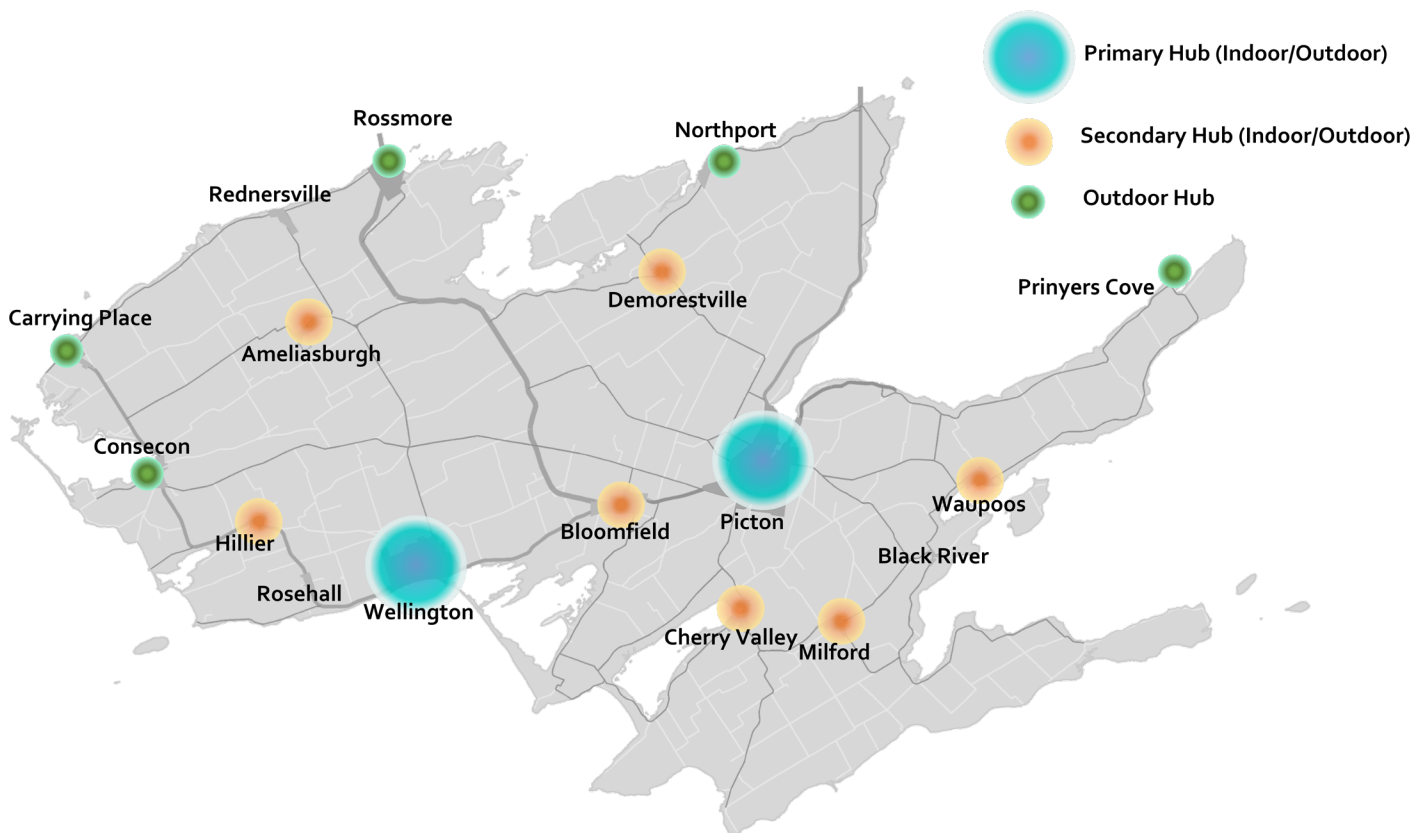 Primary Hub (Indoor/Outdoor)
Secondary Hub (Indoor/Outdoor)
Outdoor Hub
Rossmore
Northport
Rednersville
Prinyers Cove
Demorestville
Carrying Place
Ameliasburgh
Consecon
Waupoos
Picton
Bloomfield
Hillier
Black River
Rosehall
Wellington
Cherry Valley
Milford